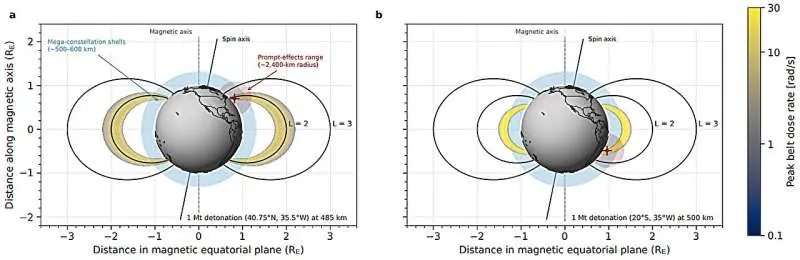 a
b
Magnetic axis
Spin axis
Mega-constellation shells
(~500–600 km)
Prompt-effects range
(~2,400-km radius)
L = 2
L = 3
1 Mt detonation (40.75°N, 35.5°W) at 485 km
Distance along magnetic axis (RE)
2
1
0
−1
−2
−3
−2
−1
0
1
2
3
Distance in magnetic equatorial plane (RE)
Magnetic axis
Spin axis
L = 2
L = 3
1 Mt detonation (20°S, 35°W) at 500 km
−3
−2
−1
0
1
2
3
Distance in magnetic equatorial plane (RE)
30
10
3
1
0.1
Peak belt dose rate [rad/s]